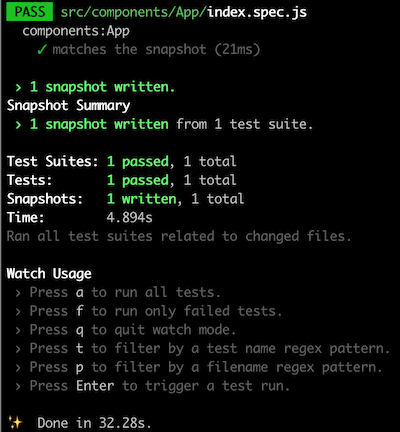 PASS src/components/App/index.spec.js
components:App
✓ matches the snapshot (21ms)
› 1 snapshot written.
Snapshot Summary
› 1 snapshot written from 1 test suite.
Test Suites: 1 passed, 1 total
Tests: 1 passed, 1 total
Snapshots: 1 written, 1 total
Time: 4.894s
Ran all test suites related to changed files.
Watch Usage
› Press a to run all tests.
› Press f to run only failed tests.
› Press q to quit watch mode.
› Press t to filter by a test name regex pattern.
› Press p to filter by a filename regex pattern.
› Press Enter to trigger a test run.
✨ Done in 32.28s.